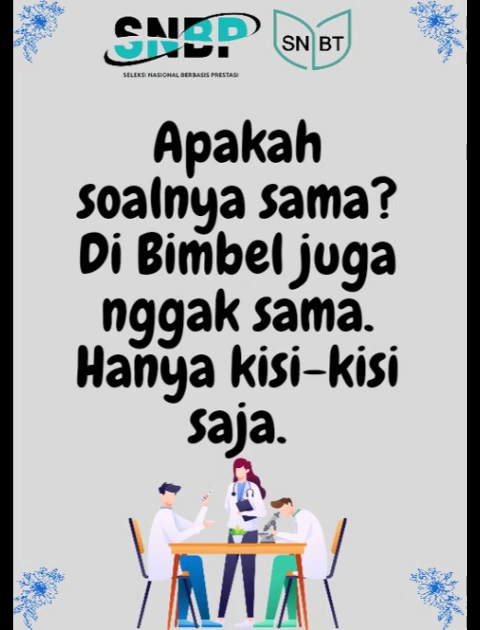 SNBP
SN BT
SELEKSI NASIONAL BERBASIS PRESTASI
Apakah
soalnya sama?
Di Bimbel juga
nggak sama.
Hanya kisi-kisi
saja.